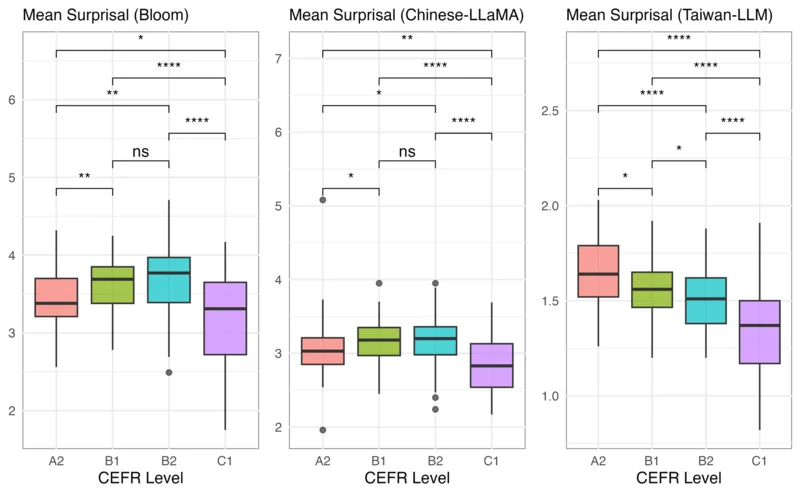 Mean Surprisal (Bloom)
*
****
**
****
ns
**
6
5
4
3
2
A2 B1 B2 C1
CEFR Level
Mean Surprisal (Chinese-LLaMA)
**
****
*
****
ns
*
7
6
5
4
3
2
A2 B1 B2 C1
CEFR Level
Mean Surprisal (Taiwan-LLM)
****
****
****
****
*
*
2.5
2.0
1.5
1.0
A2 B1 B2 C1
CEFR Level